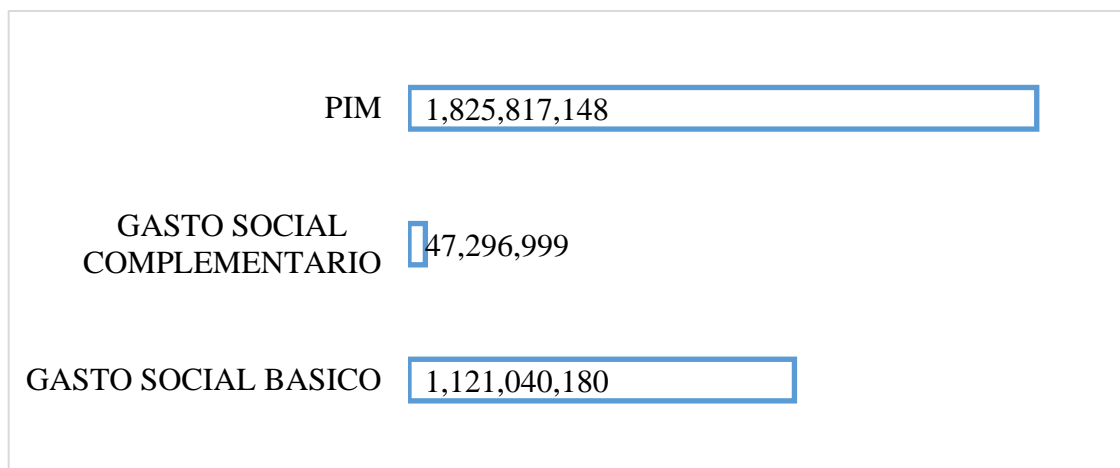 PIM 1,825,817,148
GASTO SOCIAL
COMPLEMENTARIO
47,296,999
GASTO SOCIAL BASICO 1,121,040,180